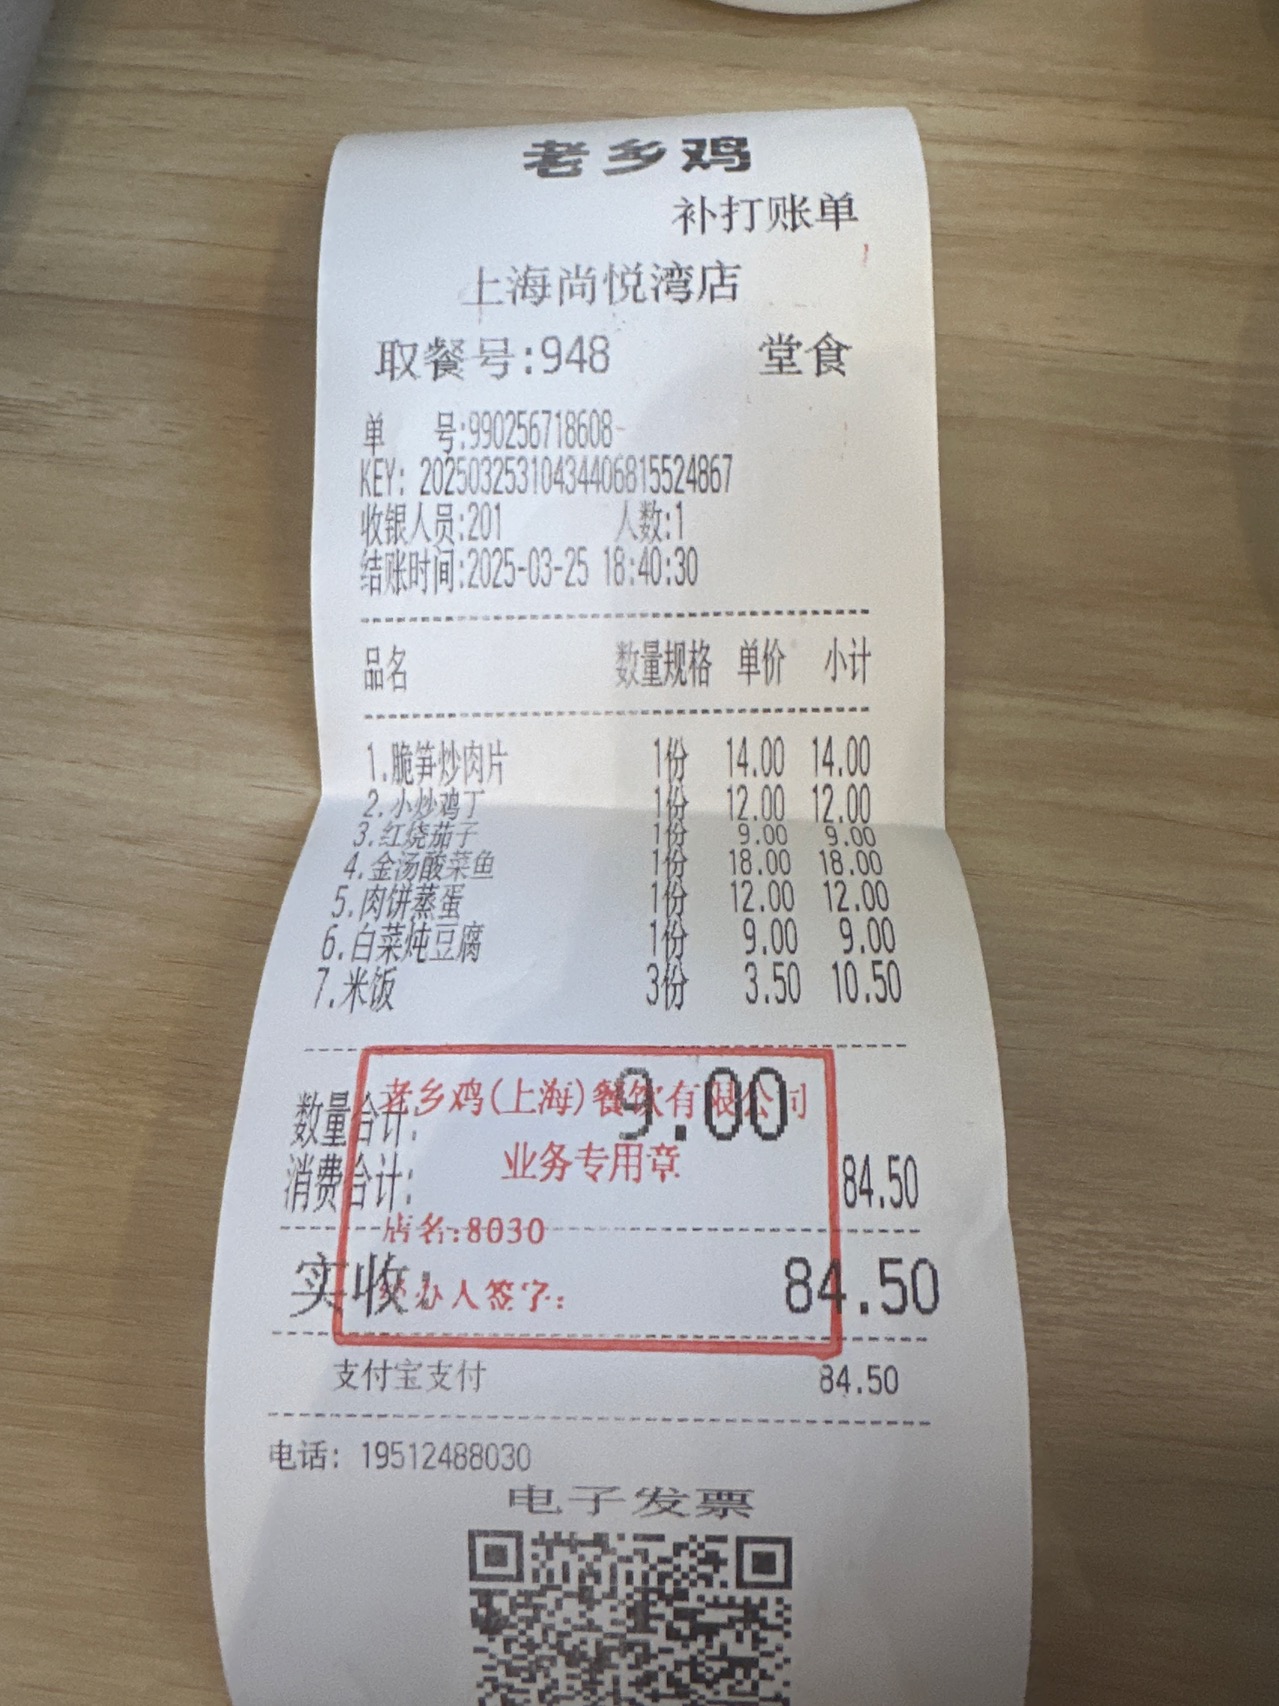 老乡鸡
补打账单
上海尚悦湾店
取餐号:948 堂食
单 号:990256718608
KEY: 20250325310434406815524867
收银人员:201 人数:1
结账时间:2025-03-25 18:40:30
品名 数量规格 单价 小计
1.脆笋炒肉片 1份 14.00 14.00
2.小炒鸡丁 1份 12.00 12.00
3.红烧茄子 1份 9.00 9.00
4.金汤酸菜鱼 1份 18.00 18.00
5.肉饼蒸蛋 1份 12.00 12.00
6.白菜炖豆腐 1份 9.00 9.00
7.米饭 3份 3.50 10.50
数量合计: 9.00
老乡鸡(上海)餐饮有限公司
业务专用章
消费合计: 84.50
店名:8030
实收: 84.50
经办人签字:
支付宝支付 84.50
电话: 19512488030
电子发票